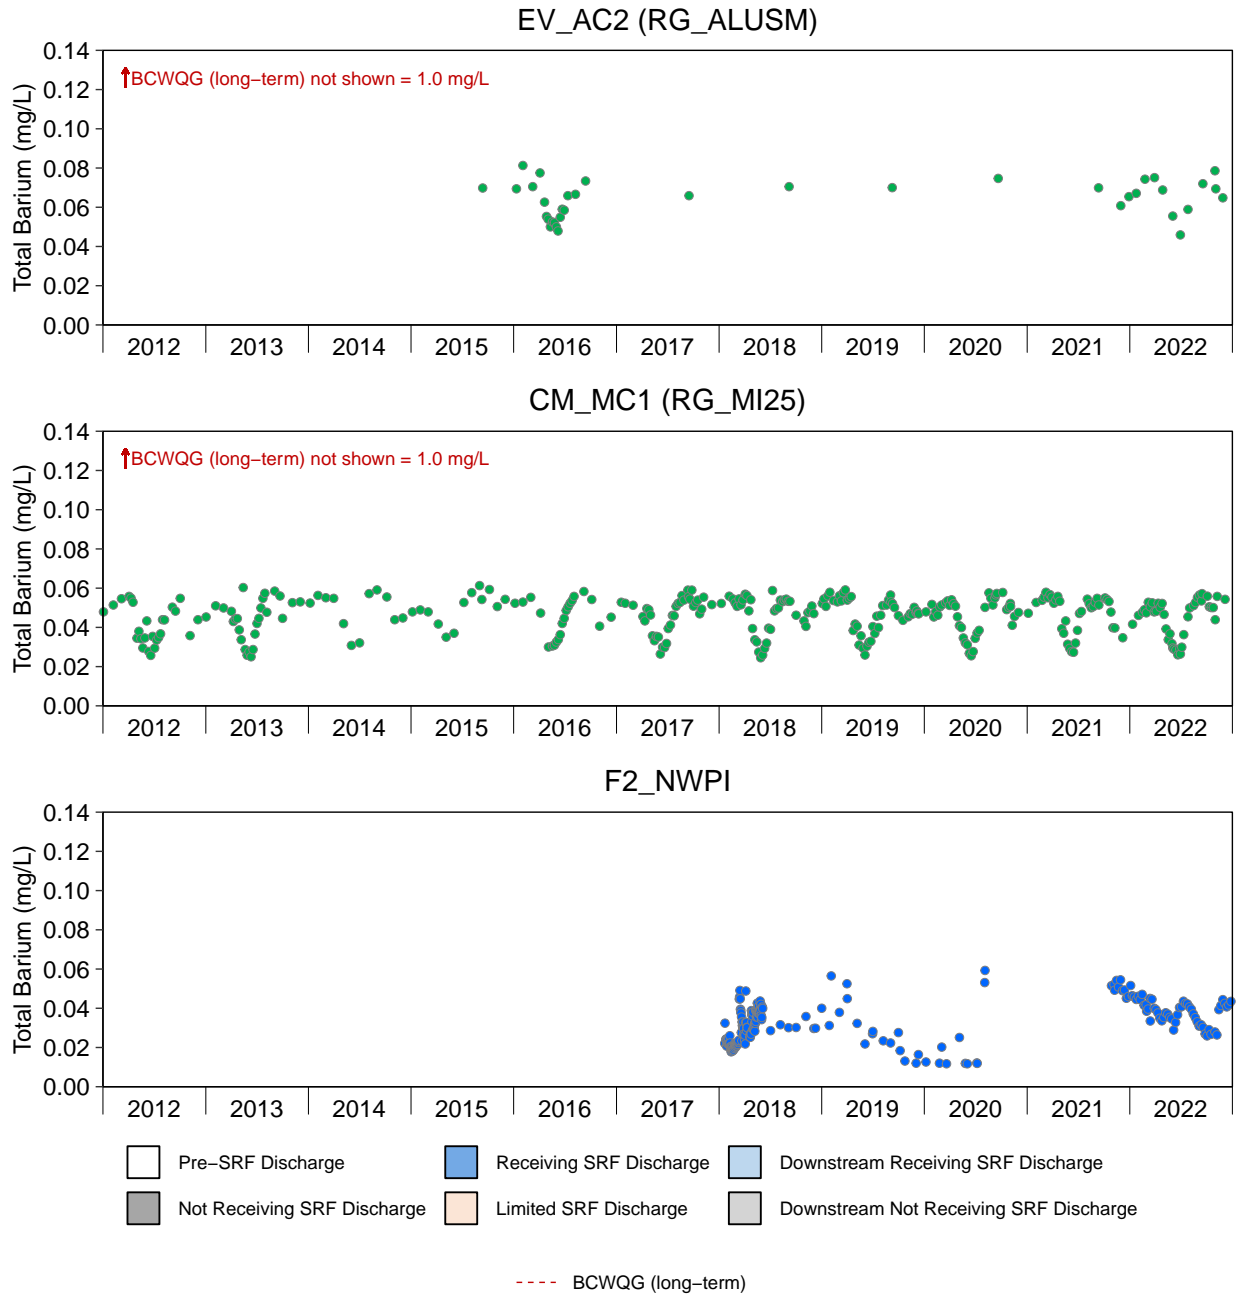 EV_AC2 (RG_ALUSM)
Total Barium (mg/L)
0.14
0.12
0.10
0.08
0.06
0.04
0.02
0.00
BCWQG (long−term) not shown = 1.0 mg/L
2012 2013 2014 2015 2016 2017 2018 2019 2020 2021 2022
CM_MC1 (RG_MI25)
Total Barium (mg/L)
0.14
0.12
0.10
0.08
0.06
0.04
0.02
0.00
BCWQG (long−term) not shown = 1.0 mg/L
2012 2013 2014 2015 2016 2017 2018 2019 2020 2021 2022
F2_NWPI
Total Barium (mg/L)
0.14
0.12
0.10
0.08
0.06
0.04
0.02
0.00
2012 2013 2014 2015 2016 2017 2018 2019 2020 2021 2022
Pre−SRF Discharge Receiving SRF Discharge Downstream Receiving SRF Discharge
Not Receiving SRF Discharge Limited SRF Discharge Downstream Not Receiving SRF Discharge
BCWQG (long−term)